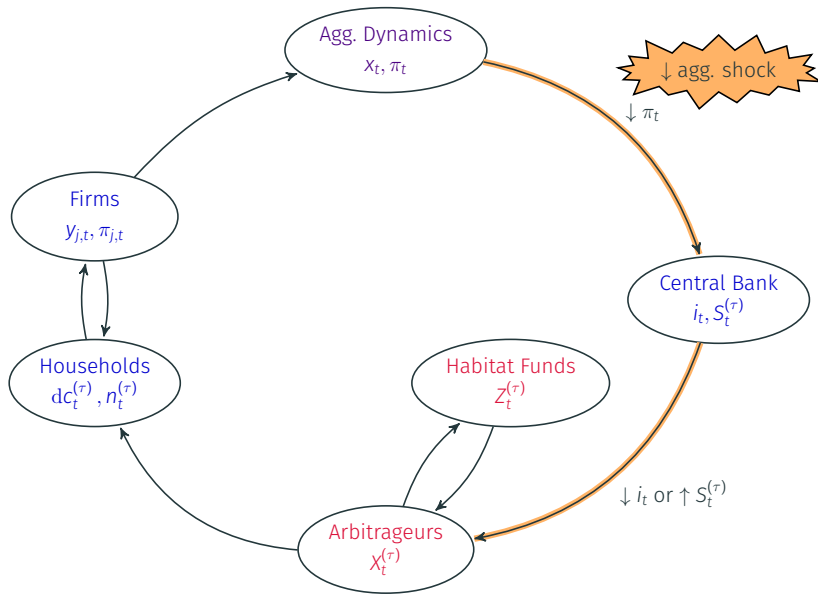 Agg. Dynamics
x_t, π_t
↓ agg. shock
↓ π_t
Firms
y_{j,t}, π_{j,t}
Central Bank
i_t, S_t^{(τ)}
Households
dc_t^{(τ)}, n_t^{(τ)}
Habitat Funds
Z_t^{(τ)}
↓ i_t or ↑ S_t^{(τ)}
Arbitrageurs
X_t^{(τ)}